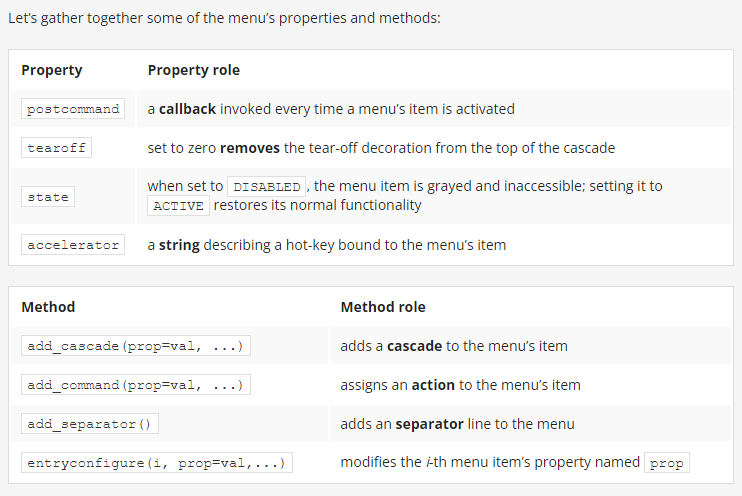 Let's gather together some of the menu's properties and methods:
Property Property role
postcommand a callback invoked every time a menu's item is activated
tearoff set to zero removes the tear-off decoration from the top of the cascade
state when set to DISABLED , the menu item is grayed and inaccessible; setting it to
ACTIVE restores its normal functionality
accelerator a string describing a hot-key bound to the menu's item
Method Method role
add_cascade(prop=val, ...) adds a cascade to the menu's item
add_command(prop=val, ...) assigns an action to the menu's item
add_separator() adds an separator line to the menu
entryconfigure(i, prop=val,...) modifies the i-th menu item's property named prop